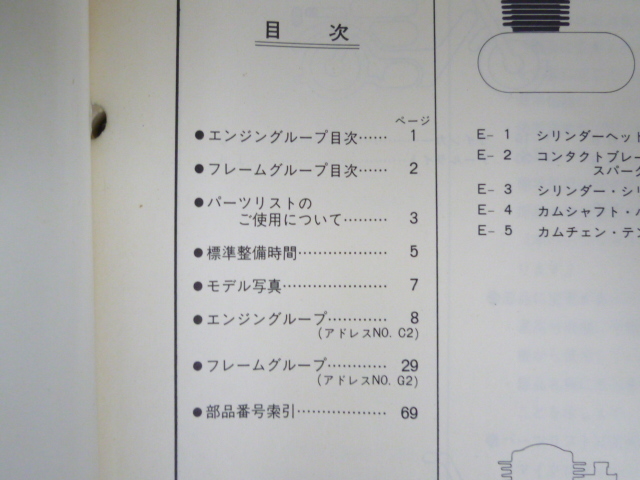 目次
ページ
●エンジングループ目次……1
●フレームグループ目次……2
●パーツリストの
ご使用について………3
●標準整備時間………………5
●モデル写真…………………7
●エンジングループ…………8
(アドレスNO. C2)
●フレームグループ…………29
(アドレスNO. G2)
●部品番号索引………………69
E- 1 シリンダーヘッド
E- 2 コンタクトブレー
スパーク
E- 3 シリンダー・シリ
E- 4 カムシャフト・
E- 5 カムチェン・テン